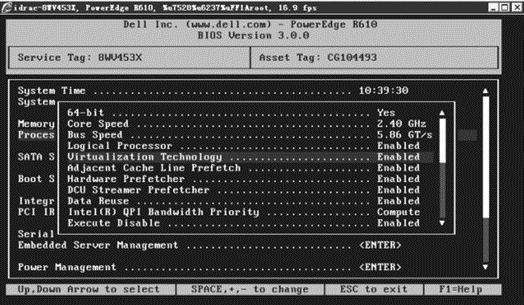 idrac-8WV453X, PowerEdge R610, %u7528%u6237%uFF1Aroot, 16.9 fps
Dell Inc. (www.dell.com) - PowerEdge R610
BIOS Version 3.0.0
Service Tag: 8WV453X Asset Tag: CG104493
System Time ........ 10:39:30
System
Memory
Proces
SATA S
Boot S
Integr
PCI IR
Serial
64-bit ........ Yes
Core Speed ........ 2.40 GHz
Bus Speed ........ 5.86 GT/s
Logical Processor ........ Enabled
Virtualization Technology ........ Enabled
Adjacent Cache Line Prefetch ........ Enabled
Hardware Prefetcher ........ Enabled
DCU Streamer Prefetcher ........ Enabled
Data Reuse ........ Enabled
Intel(R) QPI Bandwidth Priority ........ Compute
Execute Disable ........ Enabled
Embedded Server Management ........ <ENTER>
Power Management ........ <ENTER>
Up,Down Arrow to select SPACE,+,- to change ESC to exit F1=Help